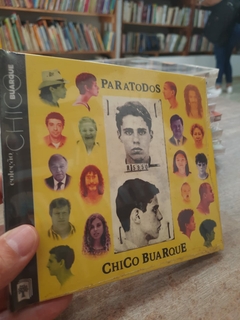 PARATODOS
CHICO BUARQUE
coleção CHICO BUARQUE